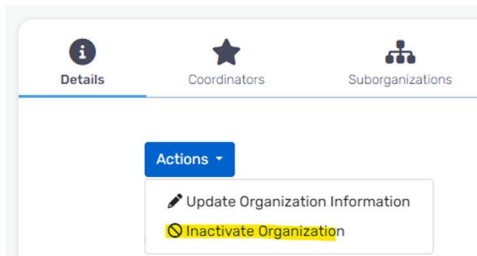 Details
Coordinators
Suborganizations
Actions
Update Organization Information
Inactivate Organization